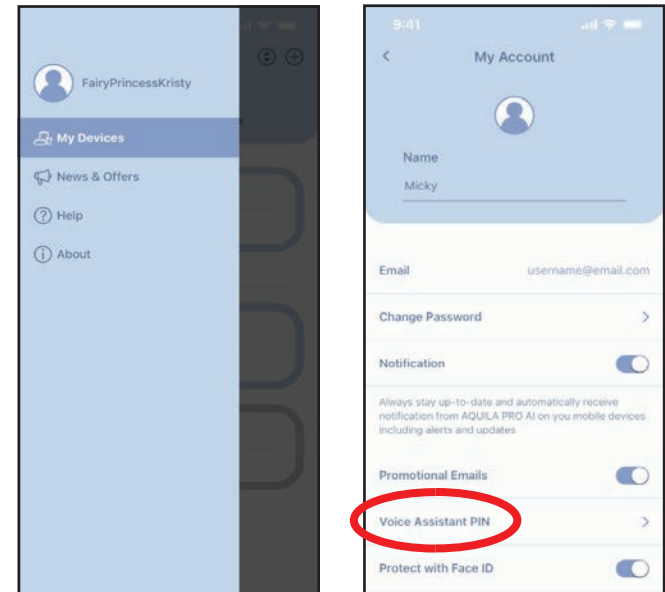 FairyPrincessKristy
My Devices
News & Offers
Help
About
9:41
My Account
Name
Micky
Email
username@email.com
Change Password
Notification
Always stay up-to-date and automatically receive
notification from AQUILA PRO AI on you mobile devices
including alerts and updates
Promotional Emails
Voice Assistant PIN
Protect with Face ID